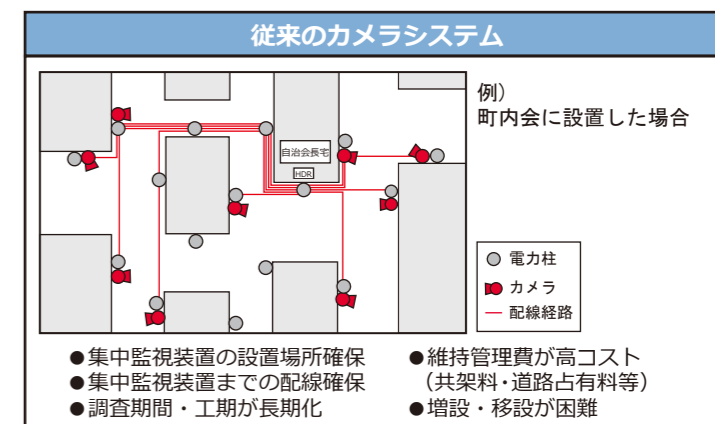 従来のカメラシステム
例）
町内会に設置した場合
自治会長宅
HDR
電力柱
カメラ
配線経路
●集中監視装置の設置場所確保
●集中監視装置までの配線確保
●調査期間・工期が長期化
●維持管理費が高コスト
（共架料・道路占有料等）
●増設・移設が困難